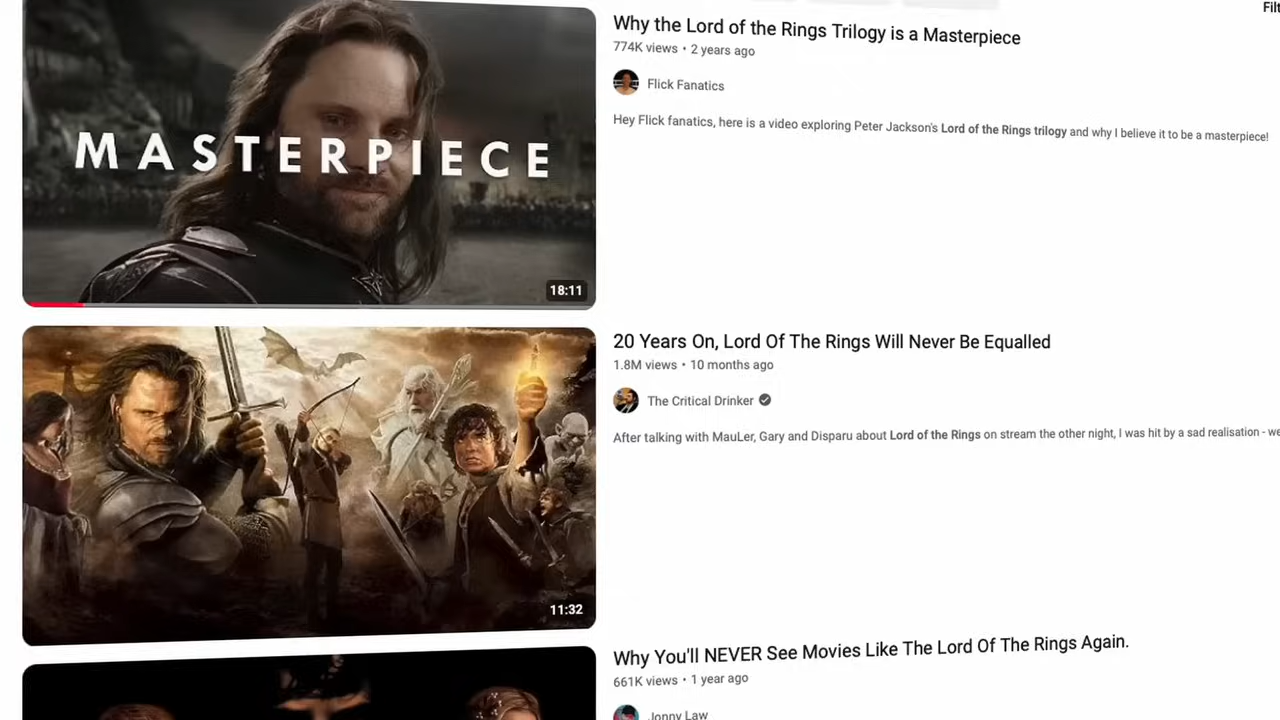 Filt
Why the Lord of the Rings Trilogy is a Masterpiece
774K views • 2 years ago
Flick Fanatics
Hey Flick fanatics, here is a video exploring Peter Jackson's Lord of the Rings trilogy and why I believe it to be a masterpiece!
MASTERPIECE
18:11
20 Years On, Lord Of The Rings Will Never Be Equalled
1.8M views • 10 months ago
The Critical Drinker
After talking with MauLer, Gary and Disparu about Lord of the Rings on stream the other night, I was hit by a sad realisation - we
11:32
Why You'll NEVER See Movies Like The Lord Of The Rings Again.
661K views • 1 year ago
Jonny Law